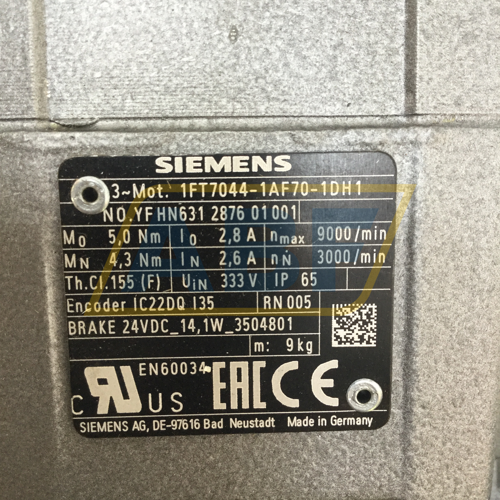 SIEMENS
3~Mot. 1FT7044-1AF70-1DH1
NO.YFHN631 2876 01 001
M0 5,0 Nm I0 2,8 A nmax 9000/min
MN 4,3 Nm IN 2,6 A nN 3000/min
Th.Cl.155 (F) UIN 333 V IP 65
Encoder IC22DQ I35 RN 005
BRAKE 24VDC_14,1W_3504801
m: 9 kg
EN60034
C RU US EAC CE
SIEMENS AG, DE-97616 Bad Neustadt Made in Germany